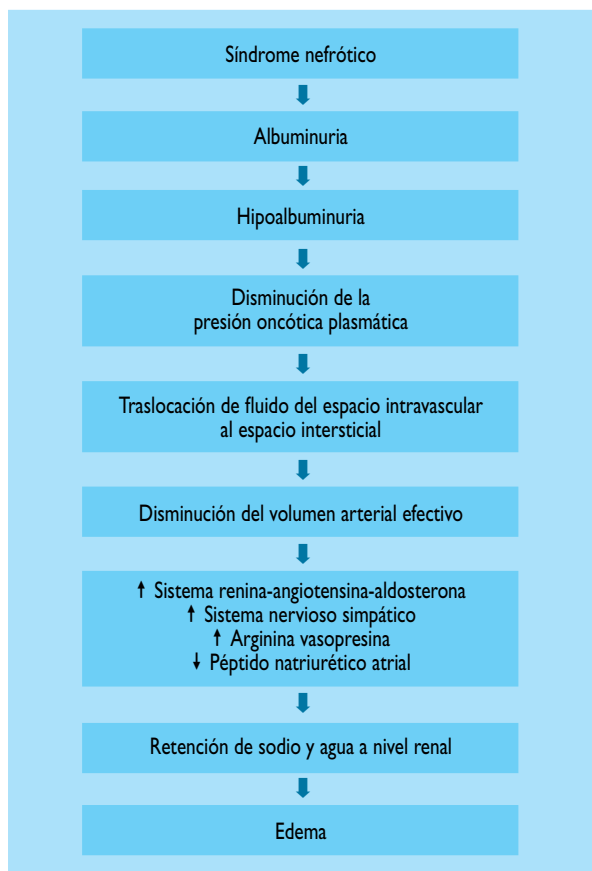 Síndrome nefrótico
Albuminuria
Hipoalbuminuria
Disminución de la
presión oncótica plasmática
Traslocación de fluido del espacio intravascular
al espacio intersticial
Disminución del volumen arterial efectivo
↑ Sistema renina-angiotensina-aldosterona
↑ Sistema nervioso simpático
↑ Arginina vasopresina
↓ Péptido natriurético atrial
Retención de sodio y agua a nivel renal
Edema